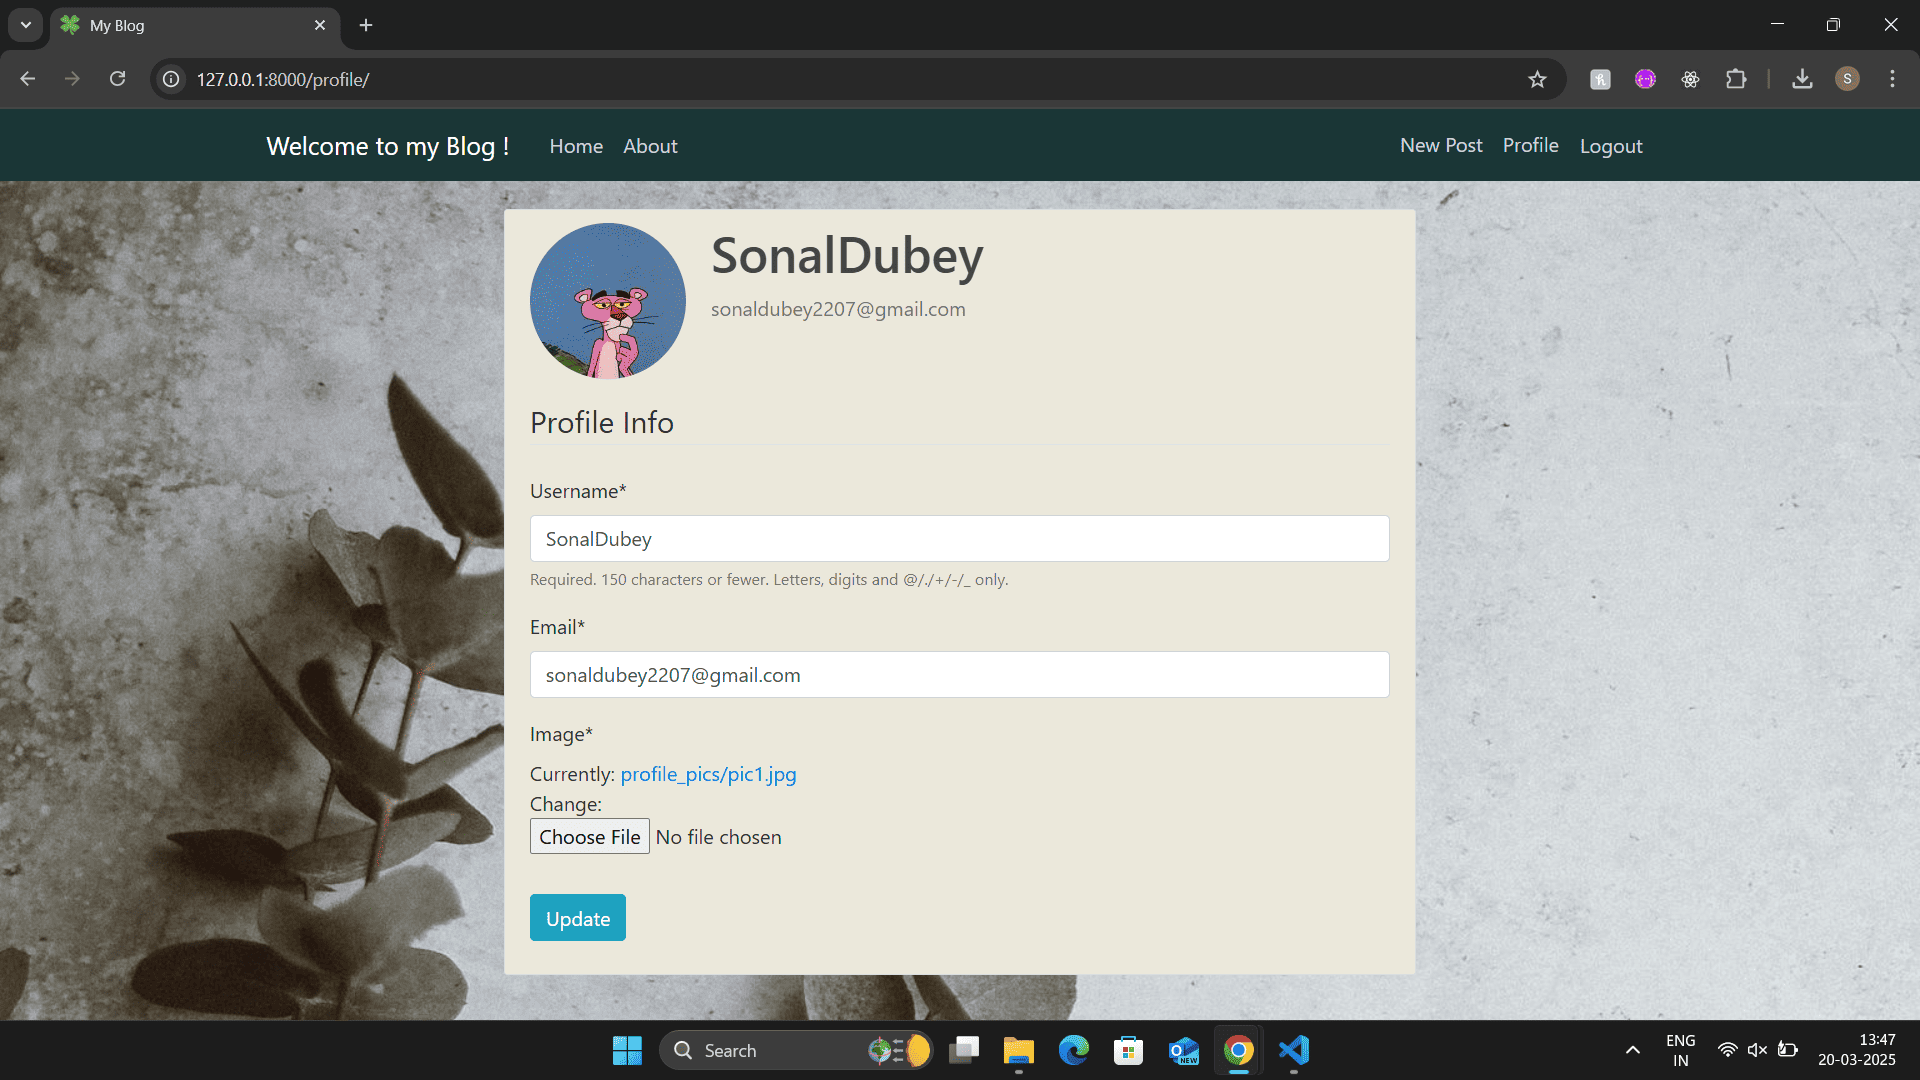 My Blog
127.0.0.1:8000/profile/
S
Welcome to my Blog !
Home
About
New Post
Profile
Logout
SonalDubey
sonaldubey2207@gmail.com
Profile Info
Username*
SonalDubey
Required. 150 characters or fewer. Letters, digits and @/./+/-/_ only.
Email*
sonaldubey2207@gmail.com
Image*
Currently: profile_pics/pic1.jpg
Change:
Choose File No file chosen
Update
Search
NEW
ENG
IN
13:47
20-03-2025